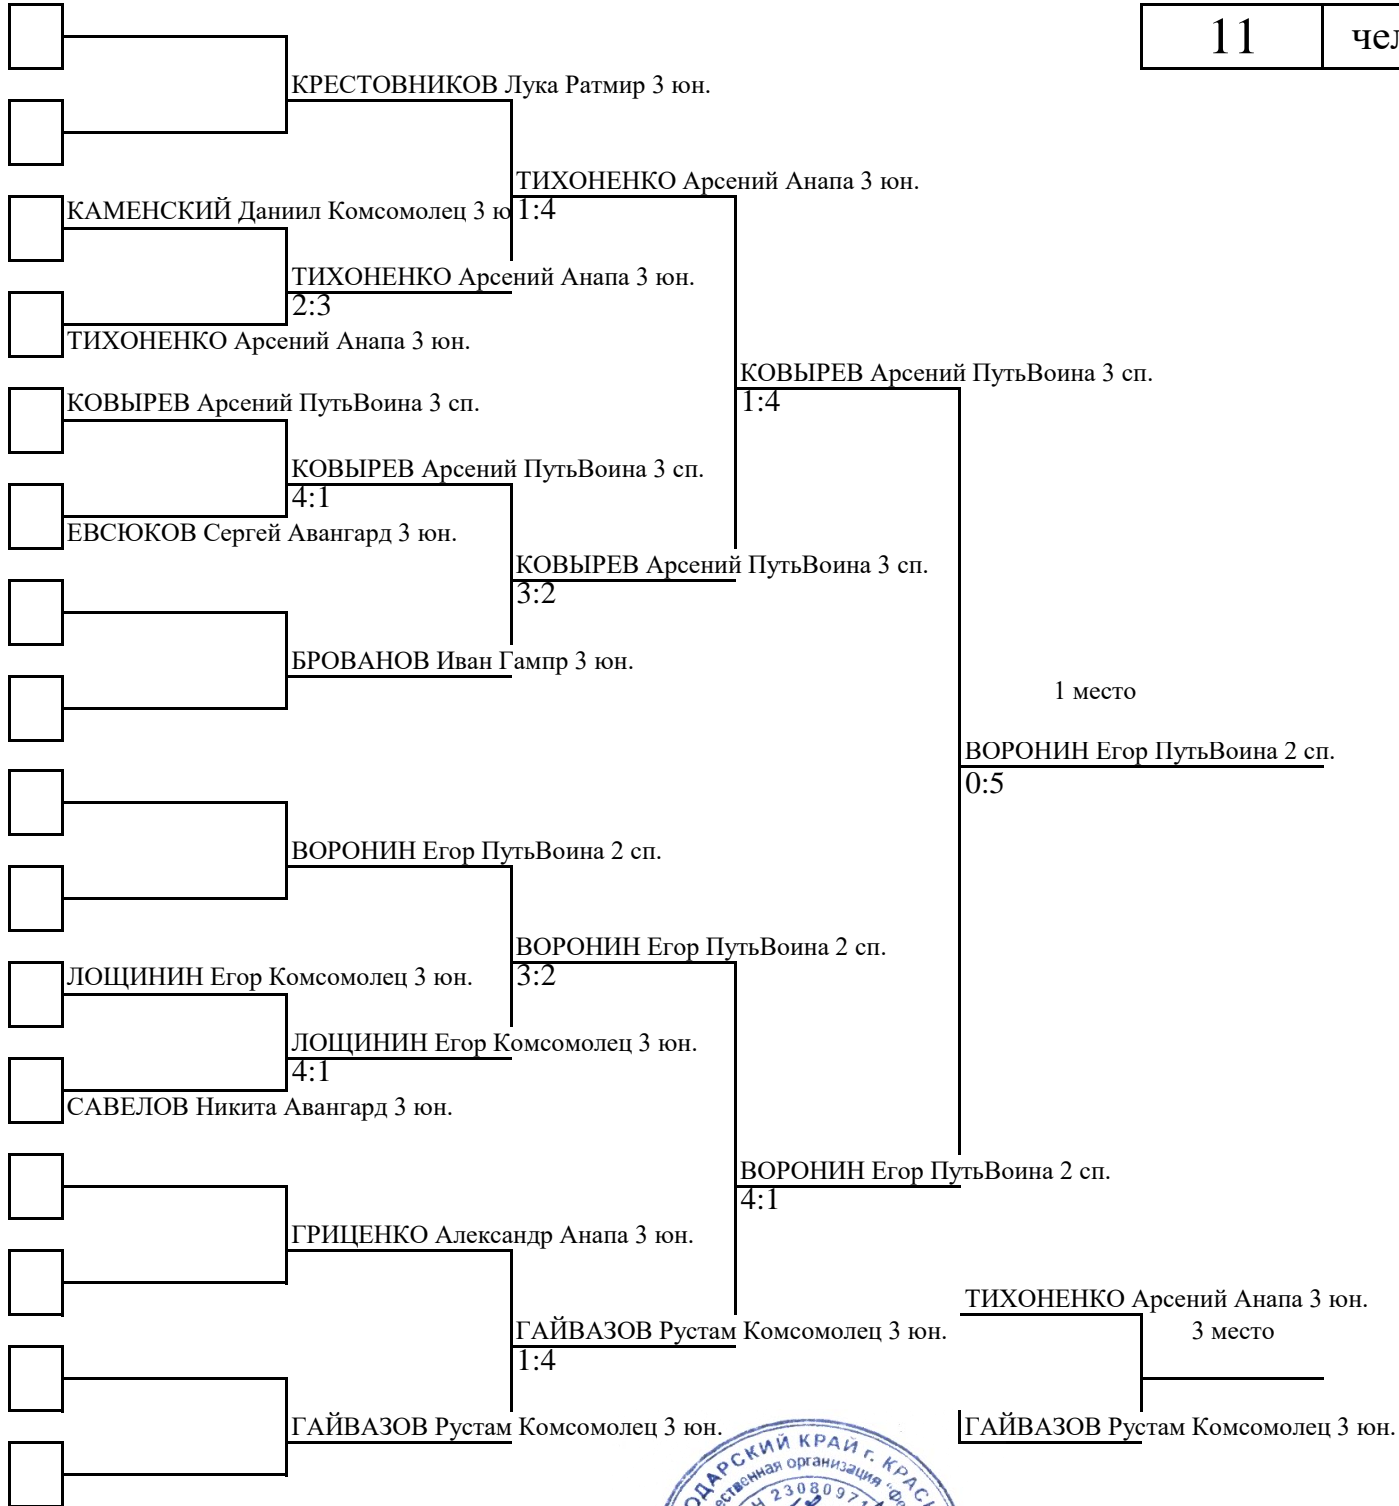 11 чел
КРЕСТОВНИКОВ Лука Ратмир 3 юн.
ТИХОНЕНКО Арсений Анапа 3 юн.
КАМЕНСКИЙ Даниил Комсомолец 3 ю
1:4
ТИХОНЕНКО Арсений Анапа 3 юн.
2:3
ТИХОНЕНКО Арсений Анапа 3 юн.
КОВЫРЕВ Арсений ПутьВоина 3 сп.
1:4
КОВЫРЕВ Арсений ПутьВоина 3 сп.
КОВЫРЕВ Арсений ПутьВоина 3 сп.
4:1
ЕВСЮКОВ Сергей Авангард 3 юн.
КОВЫРЕВ Арсений ПутьВоина 3 сп.
3:2
БРОВАНОВ Иван Гампр 3 юн.
1 место
ВОРОНИН Егор ПутьВоина 2 сп.
0:5
ВОРОНИН Егор ПутьВоина 2 сп.
ВОРОНИН Егор ПутьВоина 2 сп.
3:2
ЛОЩИНИН Егор Комсомолец 3 юн.
ЛОЩИНИН Егор Комсомолец 3 юн.
4:1
САВЕЛОВ Никита Авангард 3 юн.
ВОРОНИН Егор ПутьВоина 2 сп.
4:1
ГРИЦЕНКО Александр Анапа 3 юн.
ТИХОНЕНКО Арсений Анапа 3 юн.
3 место
ГАЙВАЗОВ Рустам Комсомолец 3 юн.
1:4
ГАЙВАЗОВ Рустам Комсомолец 3 юн.
ГАЙВАЗОВ Рустам Комсомолец 3 юн.
КРАЙ г.
организация